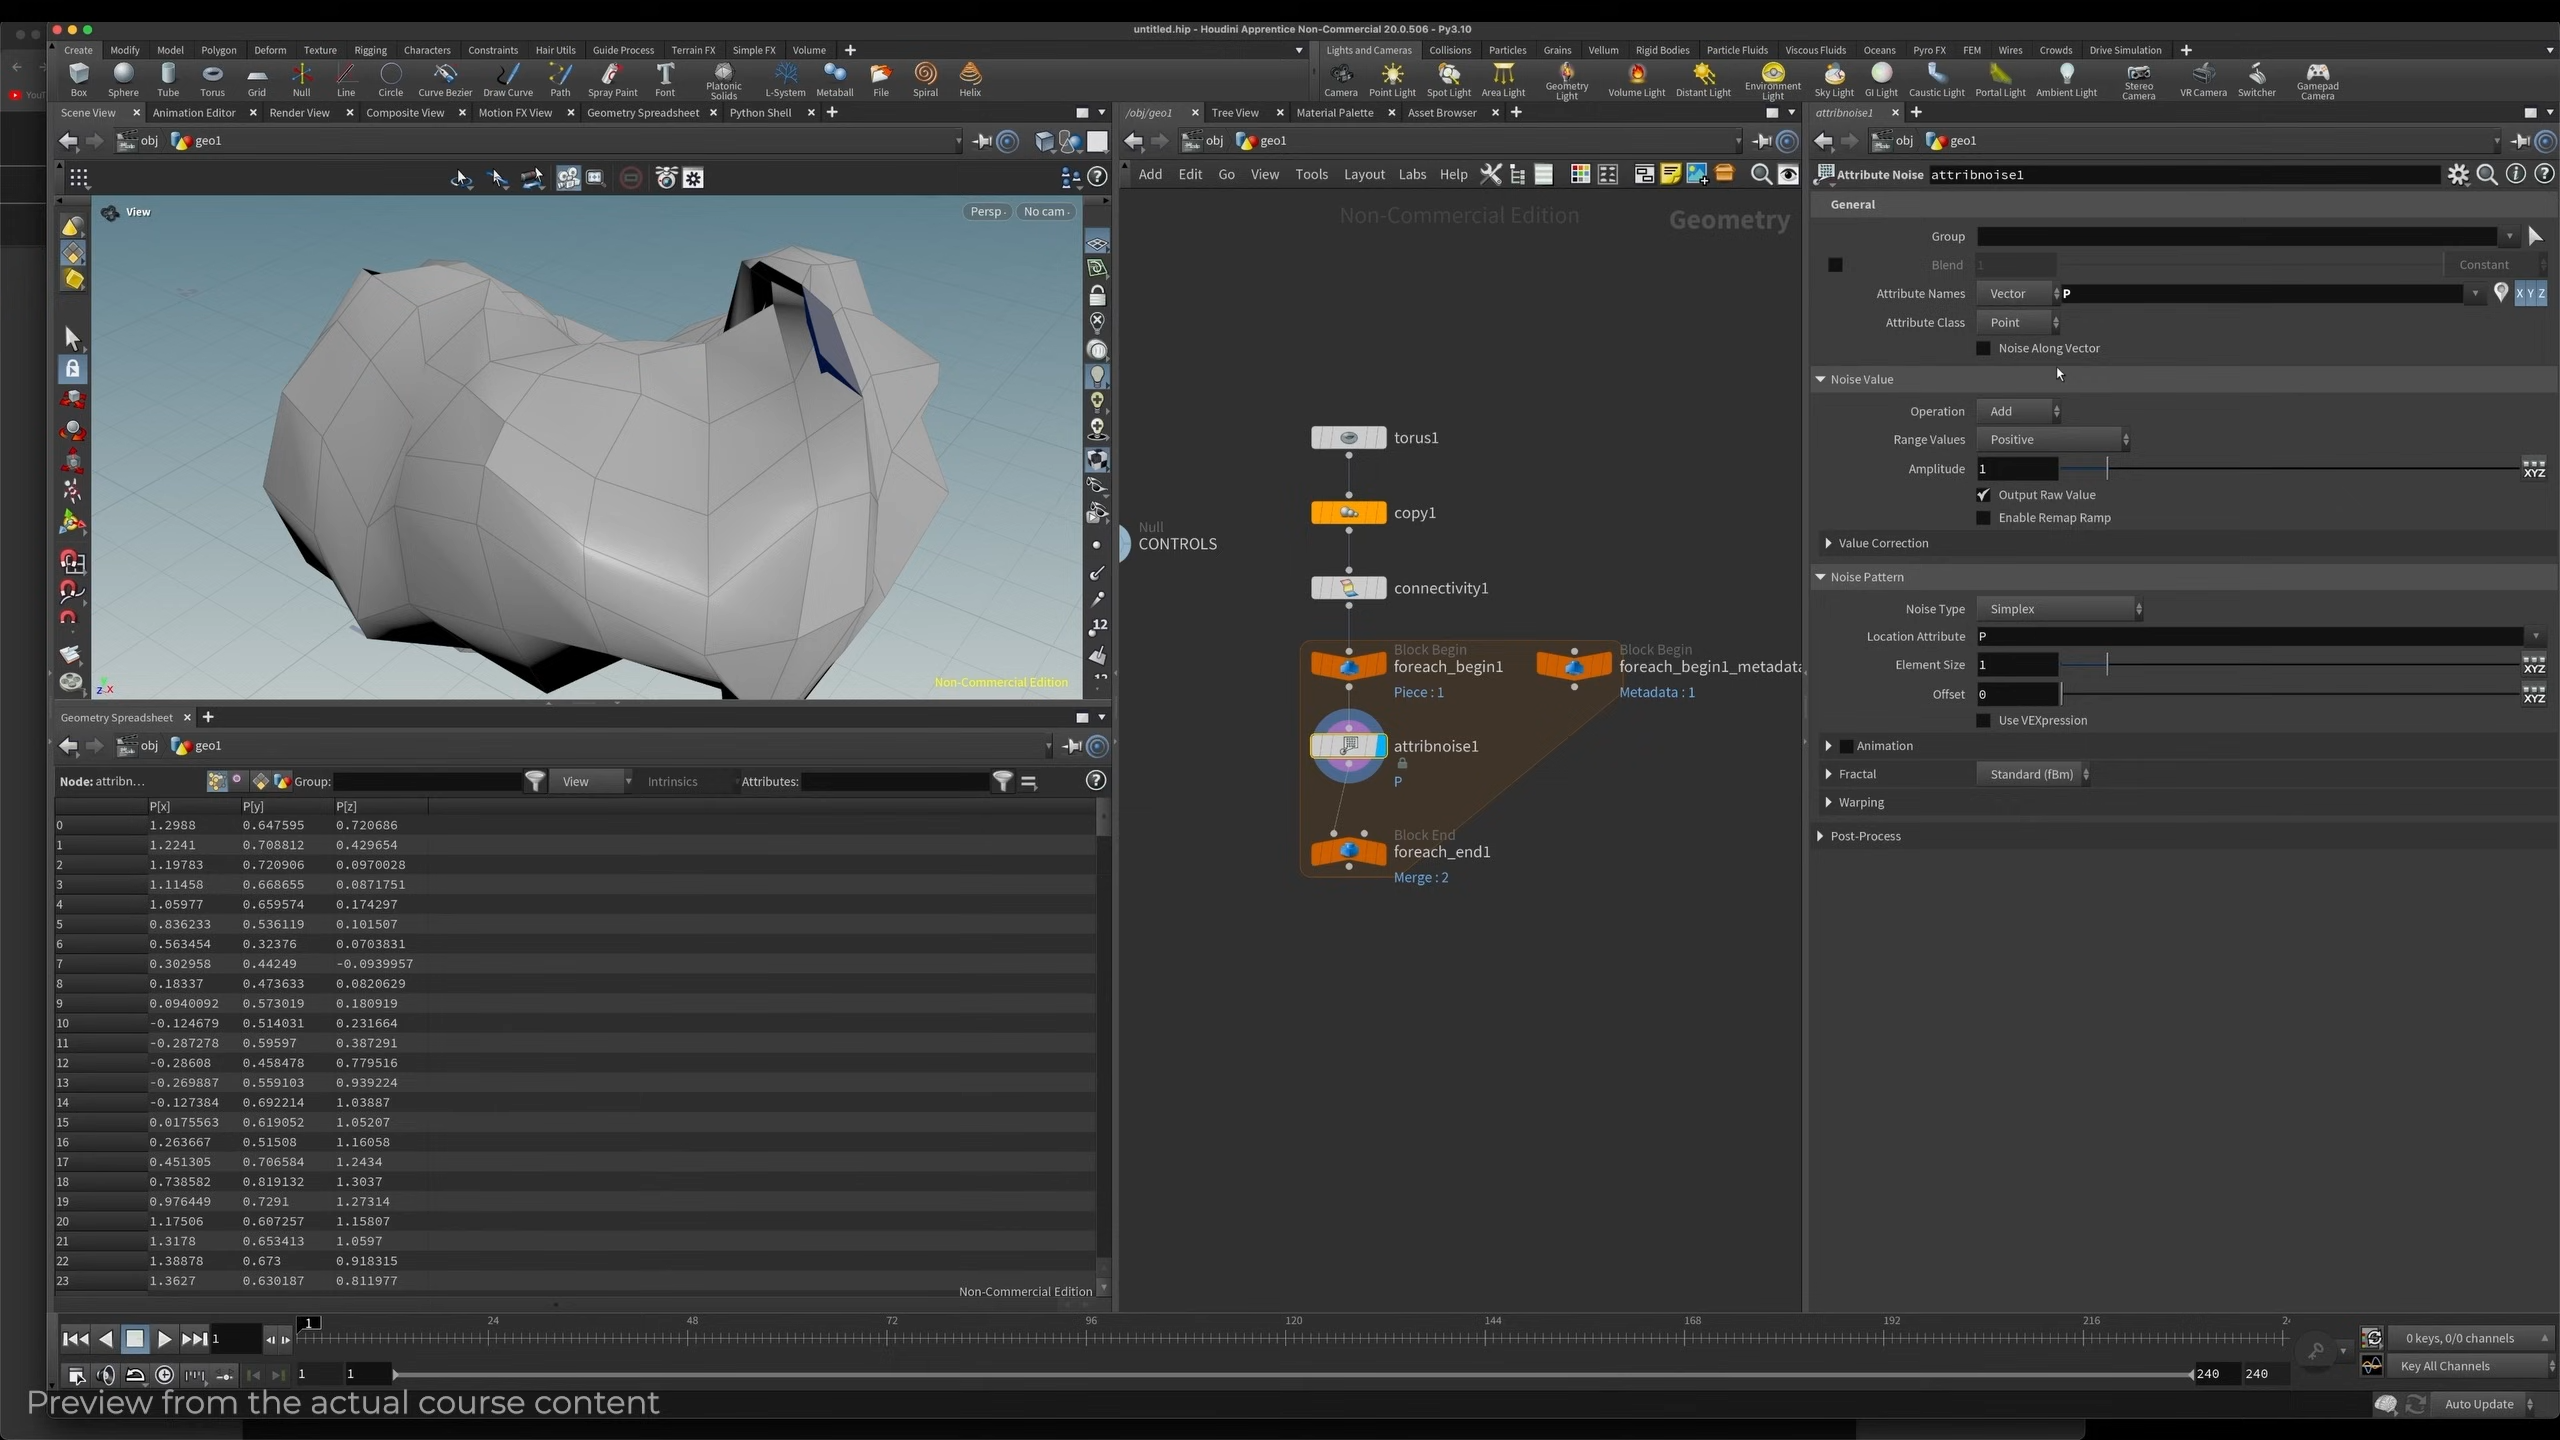 untitled.hip - Houdini Apprentice Non-Commercial 20.0.506 - Py3.10
Create Modify Model Polygon Deform Texture Rigging Characters Constraints Hair Utils Guide Process Terrain FX Simple FX Volume
Lights and Cameras Collisions Particles Grains Vellum Rigid Bodies Particle Fluids Viscous Fluids Oceans Pyro FX FEM Wires Crowds Drive Simulation
Box Sphere Tube Torus Grid Null Line Circle Curve Bezier Draw Curve Path Spray Paint Font Platonic Solids L-System Metaball File Spiral Helix
Camera Point Light Spot Light Area Light Geometry Light Volume Light Distant Light Environment Light Sky Light GI Light Caustic Light Portal Light Ambient Light Stereo Camera VR Camera Switcher Gamepad Camera
Scene View Animation Editor Render View Composite View Motion FX View Geometry Spreadsheet Python Shell
/obj/geo1 Tree View Material Palette Asset Browser
attribnoise1
obj geo1
obj geo1
obj geo1
Add Edit Go View Tools Layout Labs Help
Attribute Noise attribnoise1
View
Persp
No cam
Non-Commercial Edition
Non-Commercial Edition
Geometry
Null
CONTROLS
torus1
copy1
connectivity1
Block Begin
foreach_begin1
Piece : 1
Block Begin
foreach_begin1_metadata
Metadata : 1
attribnoise1
P
Block End
foreach_end1
Merge : 2
General
Group
Blend 1 Constant
Attribute Names Vector P X Y Z
Attribute Class Point
Noise Along Vector
Noise Value
Operation Add
Range Values Positive
Amplitude 1 XYZ
Output Raw Value
Enable Remap Ramp
Value Correction
Noise Pattern
Noise Type Simplex
Location Attribute P
Element Size 1 XYZ
Offset 0 XYZ
Use VEXpression
Animation
Fractal Standard (fBm)
Warping
Post-Process
12
Geometry Spreadsheet
obj geo1
Node: attribn... Group: View Intrinsics Attributes:
P[x] P[y] P[z]
0 1.2988 0.647595 0.720686
1 1.2241 0.708812 0.429654
2 1.19783 0.720906 0.0970028
3 1.11458 0.668655 0.0871751
4 1.05977 0.659574 0.174297
5 0.836233 0.536119 0.101507
6 0.563454 0.32376 0.0703831
7 0.302958 0.44249 -0.0939957
8 0.18337 0.473633 0.0820629
9 0.0940092 0.573019 0.180919
10 -0.124679 0.514031 0.231664
11 -0.287278 0.59597 0.387291
12 -0.28608 0.458478 0.779516
13 -0.269887 0.559103 0.939224
14 -0.127384 0.692214 1.03887
15 0.0175563 0.619052 1.05207
16 0.263667 0.51508 1.16058
17 0.451305 0.706584 1.2434
18 0.738582 0.819132 1.3037
19 0.976449 0.7291 1.27314
20 1.17506 0.607257 1.15807
21 1.3178 0.653413 1.0597
22 1.38878 0.673 0.918315
23 1.3627 0.630187 0.811977
Non-Commercial Edition
1 1 24 48 72 96 120 144 168 192 216
0 keys, 0/0 channels
1 1 240 240
Key All Channels
Auto Update
Preview from the actual course content